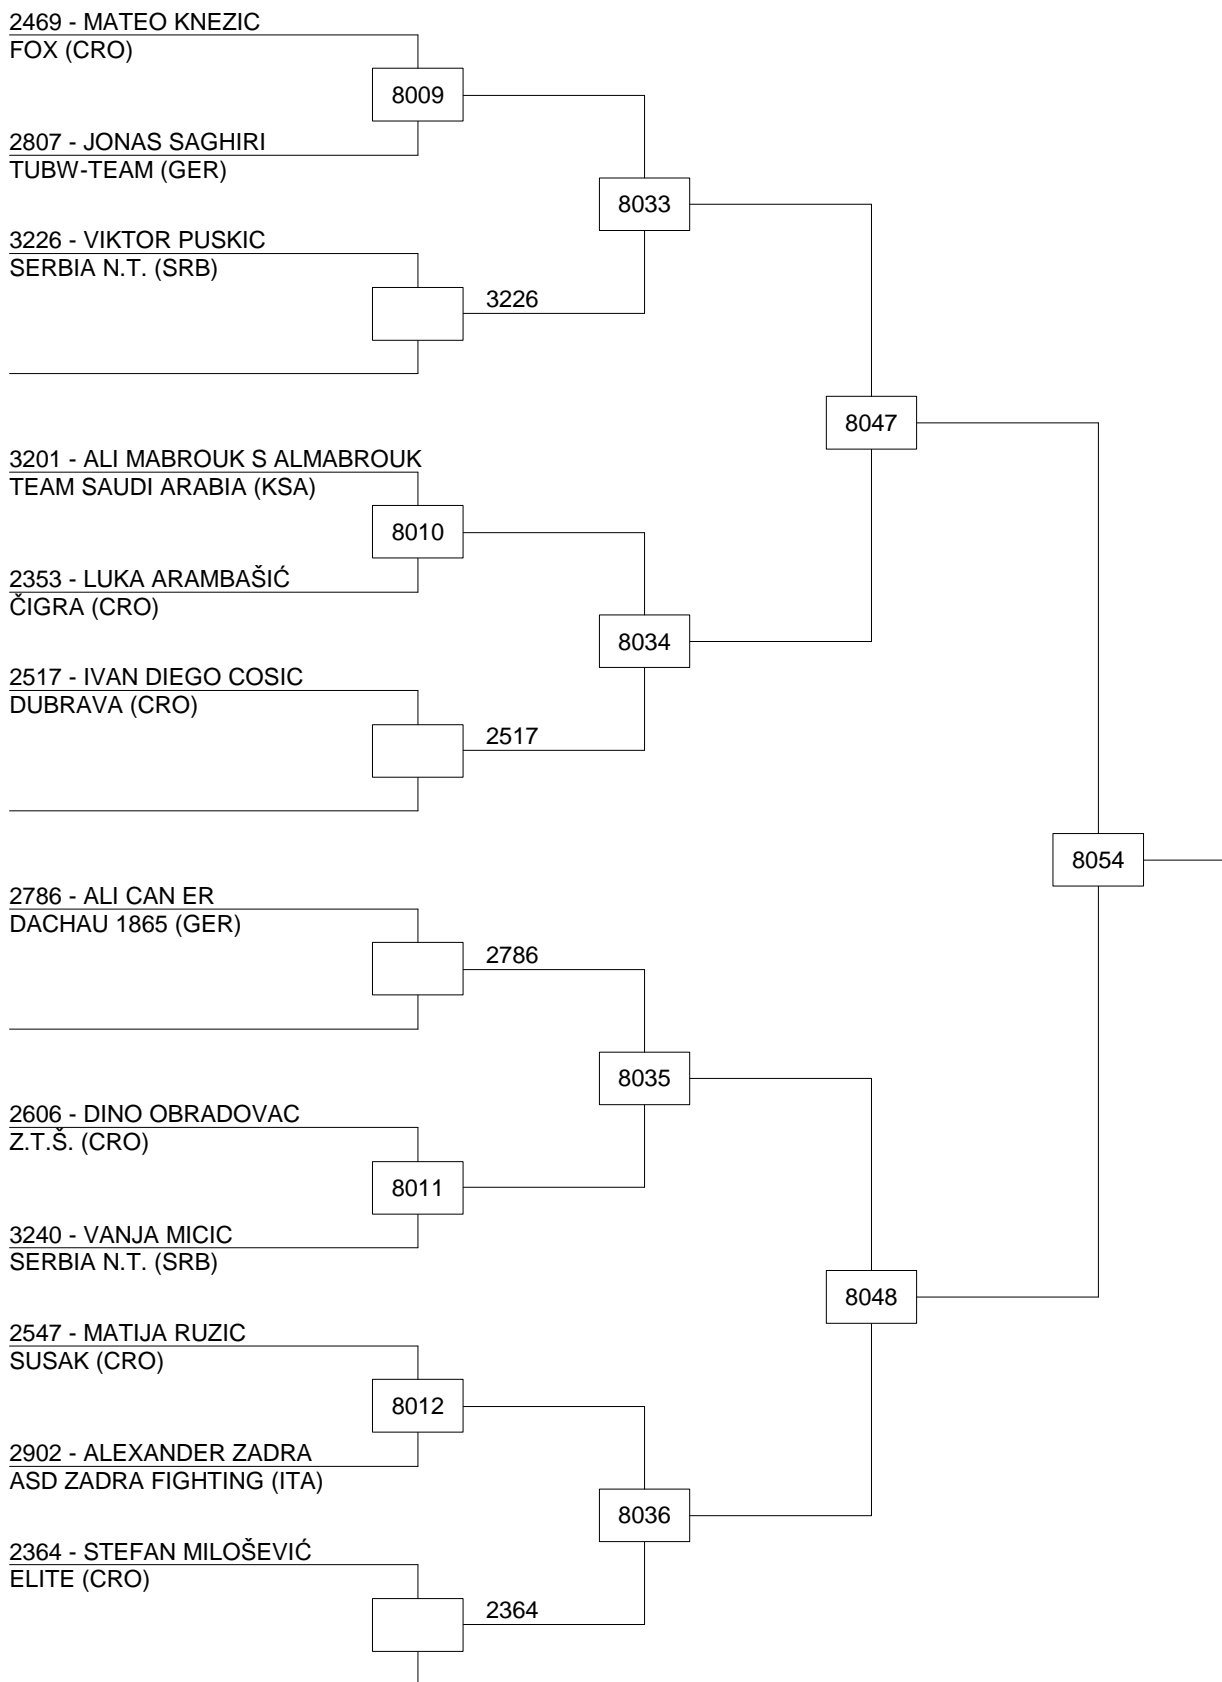 2469 - MATEO KNEZIC
FOX (CRO)
8009
2807 - JONAS SAGHIRI
TUBW-TEAM (GER)
8033
3226 - VIKTOR PUSKIC
SERBIA N.T. (SRB)
3226
8047
3201 - ALI MABROUK S ALMABROUK
TEAM SAUDI ARABIA (KSA)
8010
2353 - LUKA ARAMBAŠIĆ
ČIGRA (CRO)
8034
2517 - IVAN DIEGO COSIC
DUBRAVA (CRO)
2517
8054
2786 - ALI CAN ER
DACHAU 1865 (GER)
2786
8035
2606 - DINO OBRADOVAC
Z.T.Š. (CRO)
8011
3240 - VANJA MICIC
SERBIA N.T. (SRB)
8048
2547 - MATIJA RUZIC
SUSAK (CRO)
8012
2902 - ALEXANDER ZADRA
ASD ZADRA FIGHTING (ITA)
8036
2364 - STEFAN MILOŠEVIĆ
ELITE (CRO)
2364